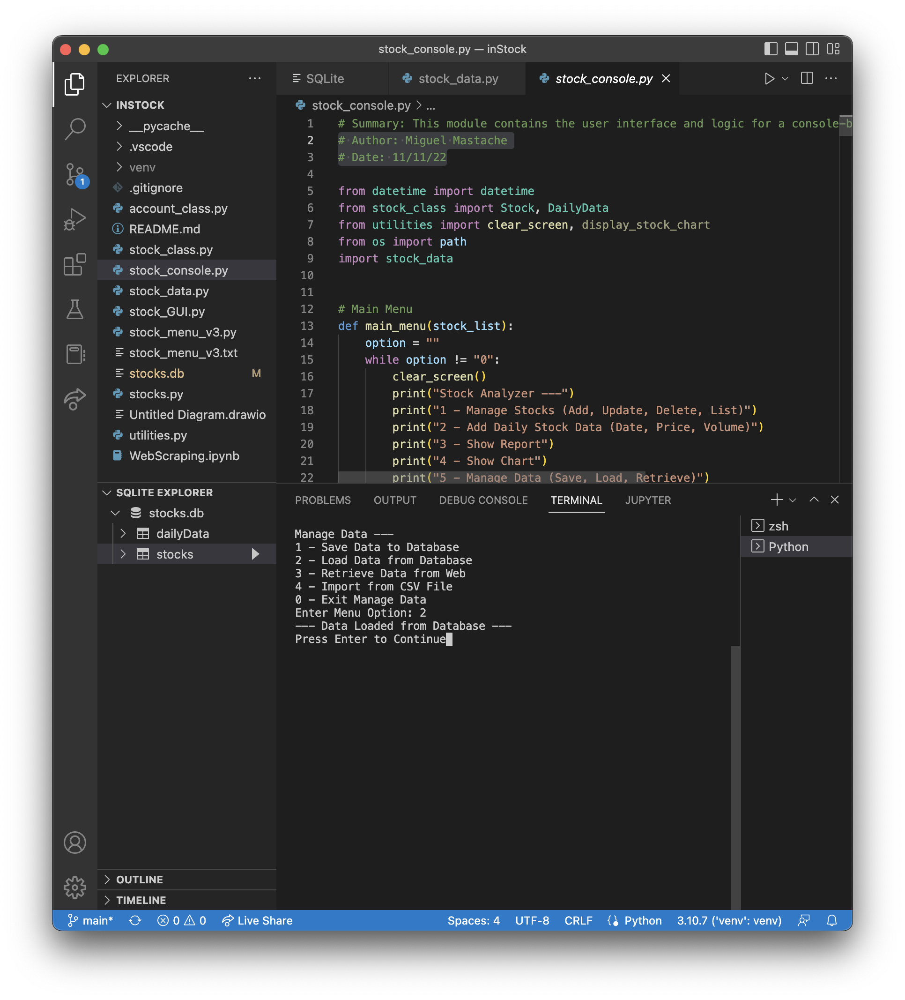 stock_console.py — inStock
EXPLORER
INSTOCK
__pycache__
.vscode
venv
.gitignore
account_class.py
README.md
stock_class.py
stock_console.py
stock_data.py
stock_GUI.py
stock_menu_v3.py
stock_menu_v3.txt
stocks.db M
stocks.py
Untitled Diagram.drawio
utilities.py
WebScraping.ipynb
SQLITE EXPLORER
stocks.db
dailyData
stocks
OUTLINE
TIMELINE
1
SQLite stock_data.py stock_console.py
stock_console.py > ...
1 # Summary: This module contains the user interface and logic for a console-b
2 # Author: Miguel Mastache
3 # Date: 11/11/22
4
5 from datetime import datetime
6 from stock_class import Stock, DailyData
7 from utilities import clear_screen, display_stock_chart
8 from os import path
9 import stock_data
10
11
12 # Main Menu
13 def main_menu(stock_list):
14 option = ""
15 while option != "0":
16 clear_screen()
17 print("Stock Analyzer ---")
18 print("1 - Manage Stocks (Add, Update, Delete, List)")
19 print("2 - Add Daily Stock Data (Date, Price, Volume)")
20 print("3 - Show Report")
21 print("4 - Show Chart")
22 print("5 - Manage Data (Save, Load, Retrieve)")
PROBLEMS OUTPUT DEBUG CONSOLE TERMINAL JUPYTER
Manage Data ---
1 - Save Data to Database
2 - Load Data from Database
3 - Retrieve Data from Web
4 - Import from CSV File
0 - Exit Manage Data
Enter Menu Option: 2
--- Data Loaded from Database ---
Press Enter to Continue
zsh
Python
main* 0 0 Live Share Spaces: 4 UTF-8 CRLF Python 3.10.7 ('venv': venv)